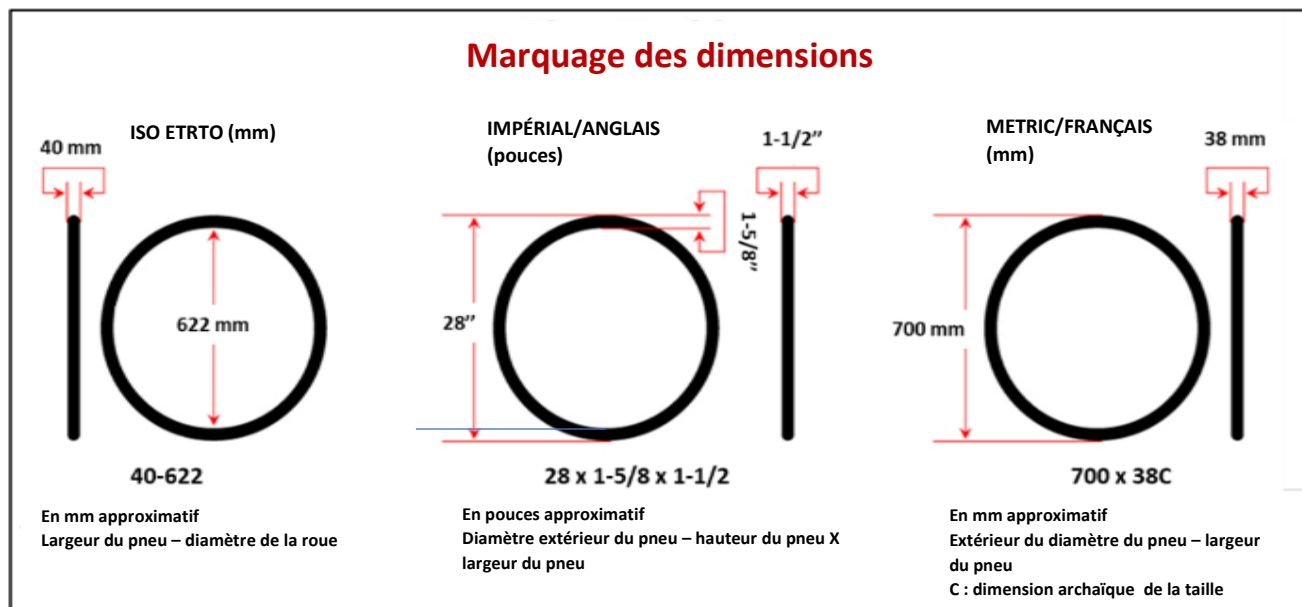 Marquage des dimensions
ISO ETRTO (mm)
40 mm
622 mm
40-622
En mm approximatif
Largeur du pneu – diamètre de la roue
IMPÉRIAL/ANGLAIS
(pouces)
1-1/2”
1-5/8”
28”
28 x 1-5/8 x 1-1/2
En pouces approximatif
Diamètre extérieur du pneu – hauteur du pneu X
largeur du pneu
METRIC/FRANÇAIS
(mm)
38 mm
700 mm
700 x 38C
En mm approximatif
Extérieur du diamètre du pneu – largeur
du pneu
C : dimension archaïque de la taille